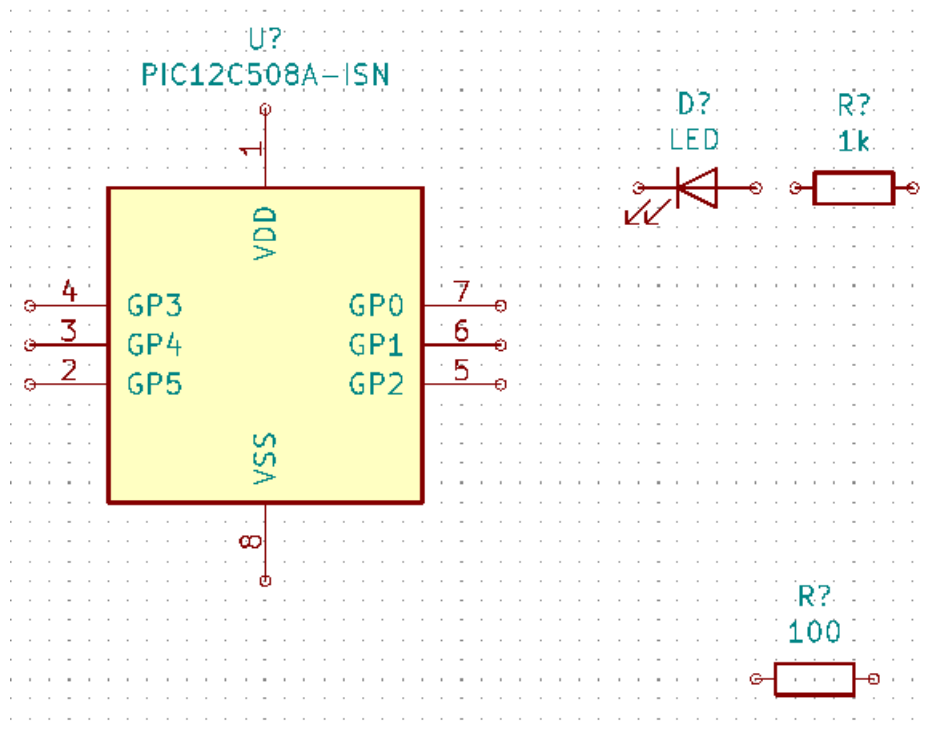 U?
PIC12C508A-ISN
D?
LED
R?
1k
1
VDD
4
GP3
GP0
7
3
GP4
GP1
6
2
GP5
GP2
5
VSS
8
R?
100